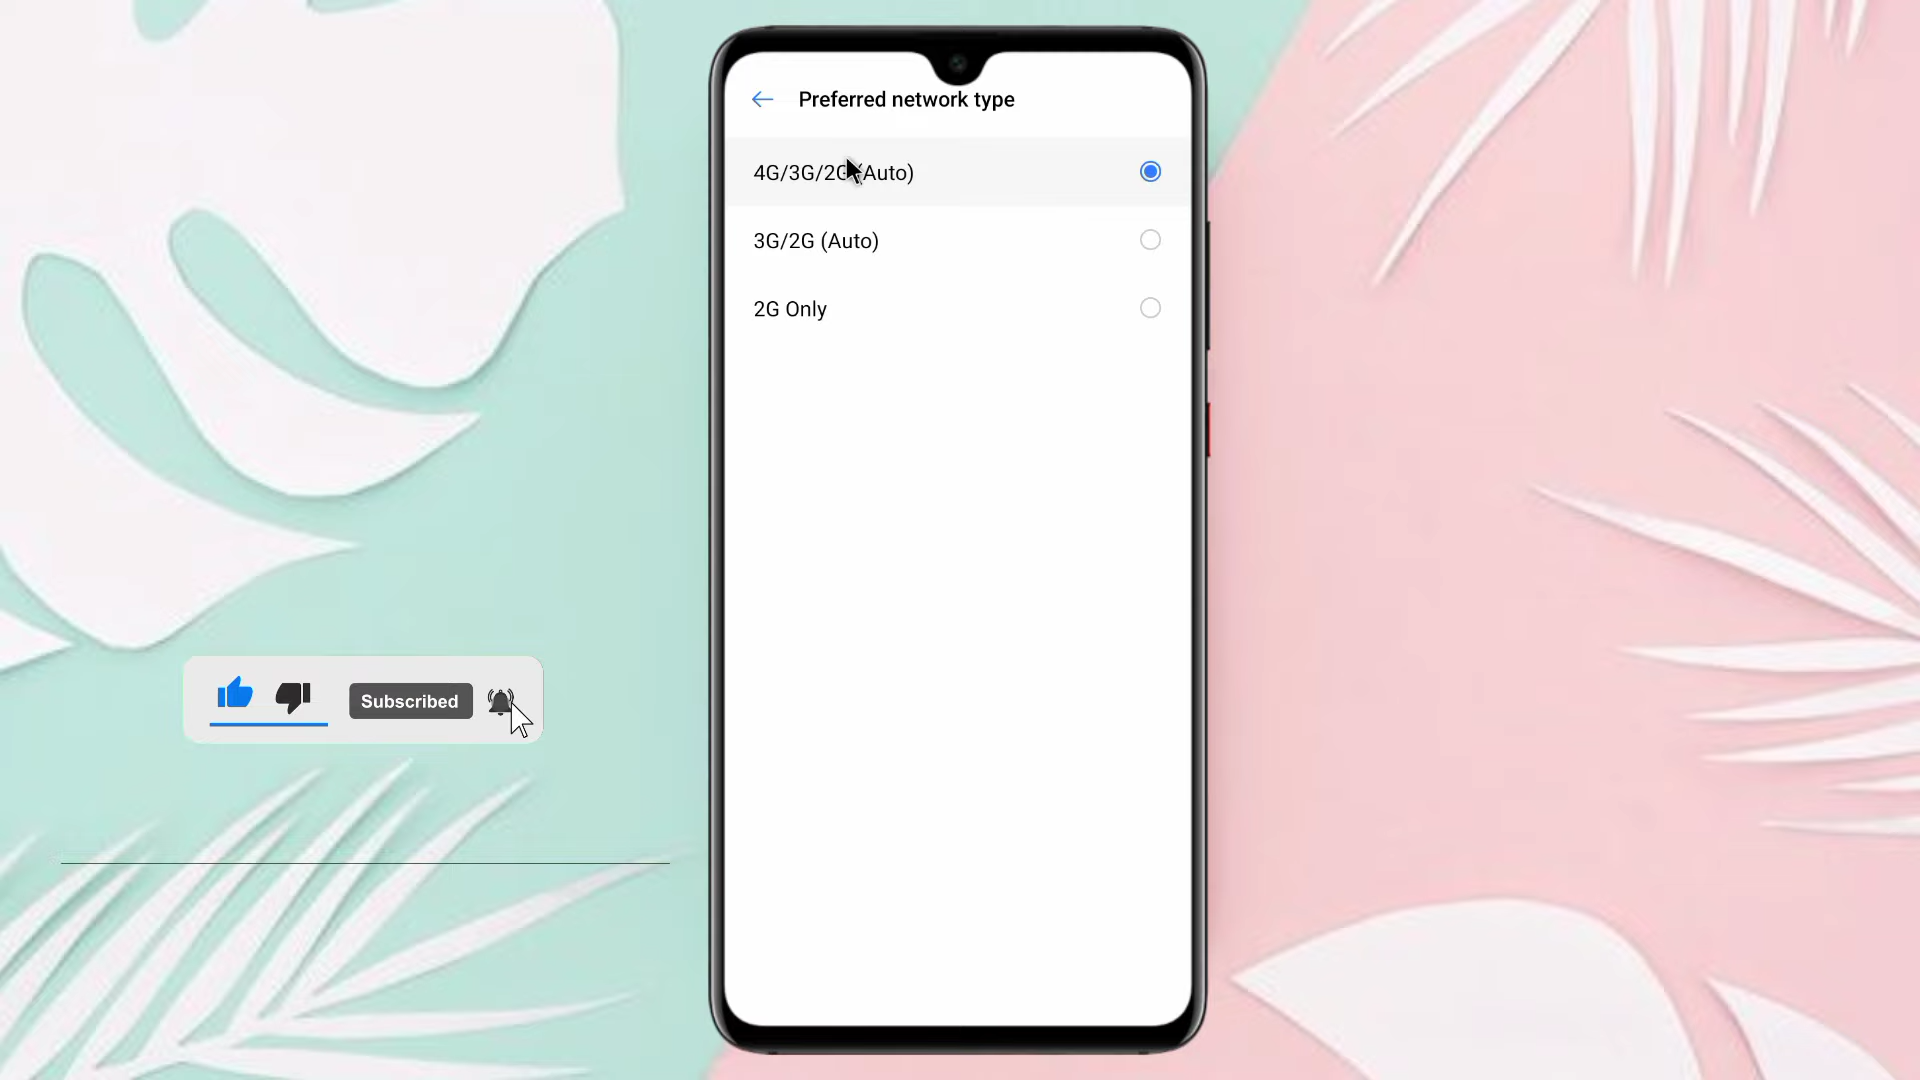 Preferred network type
4G/3G/2G (Auto)
3G/2G (Auto)
2G Only
Subscribed